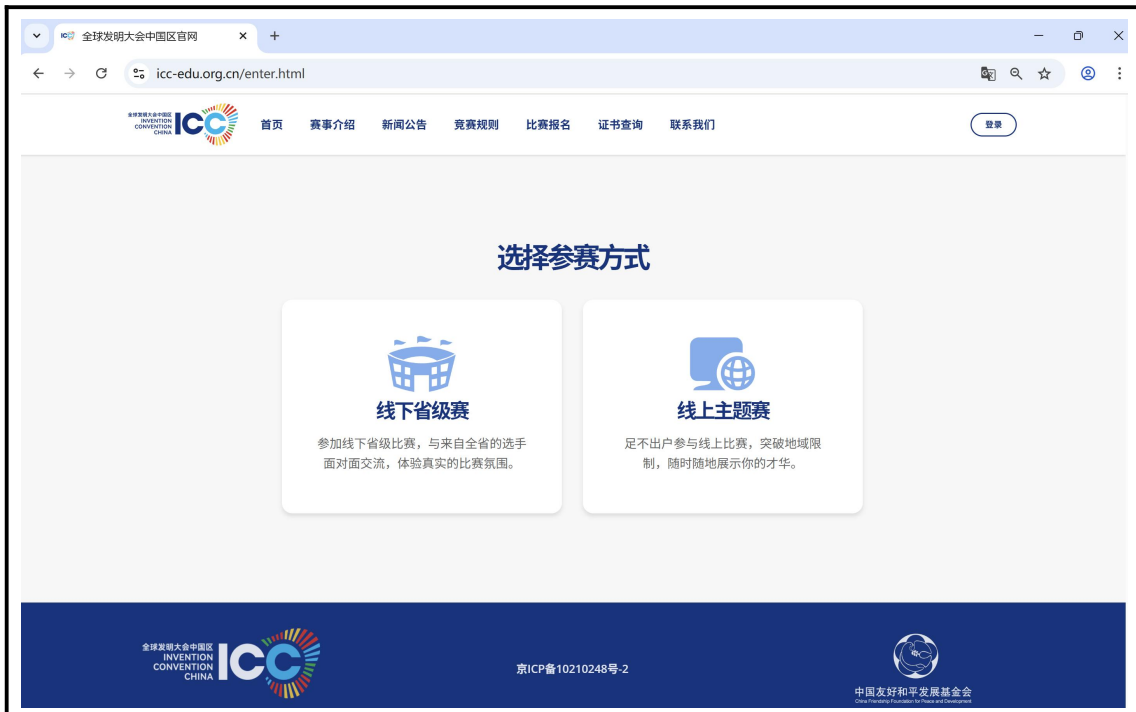 全球发明大会中国区官网
icc-edu.org.cn/enter.html
全球发明大会中国区
INVENTION
CONVENTION
CHINA
ICC
首页 赛事介绍 新闻公告 竞赛规则 比赛报名 证书查询 联系我们
登录
选择参赛方式
线下省级赛
参加线下省级比赛，与来自全省的选手
面对面交流，体验真实的比赛氛围。
线上主题赛
足不出户参与线上比赛，突破地域限
制，随时随地展示你的才华。
全球发明大会中国区
INVENTION
CONVENTION
CHINA
ICC
京ICP备10210248号-2
中国友好和平发展基金会
China Friendship Foundation for Peace and Development